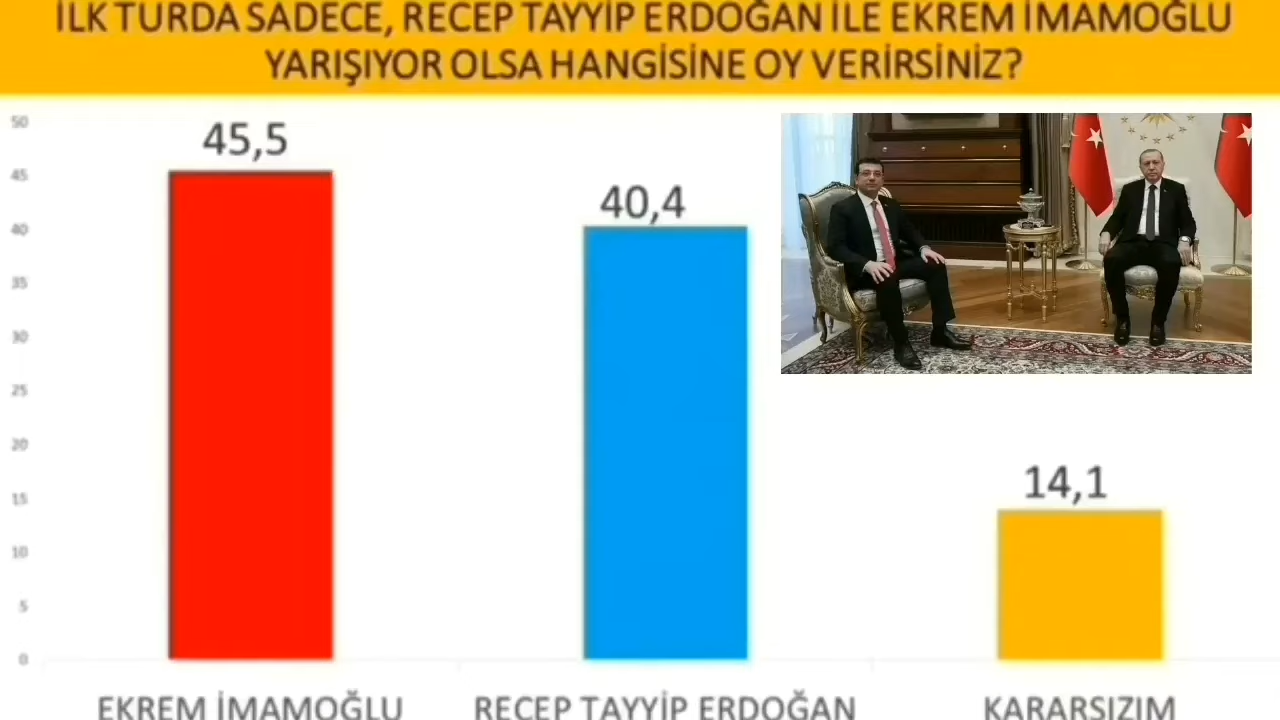 İLK TURDA SADECE, RECEP TAYYİP ERDOĞAN İLE EKREM İMAMOĞLU
YARIŞIYOR OLSA HANGİSİNE OY VERİRSİNİZ?
50
45
40
35
30
25
20
15
10
5
0
45,5
40,4
14,1
EKREM İMAMOĞLU
RECEP TAYYİP ERDOĞAN
KARARSIZIM